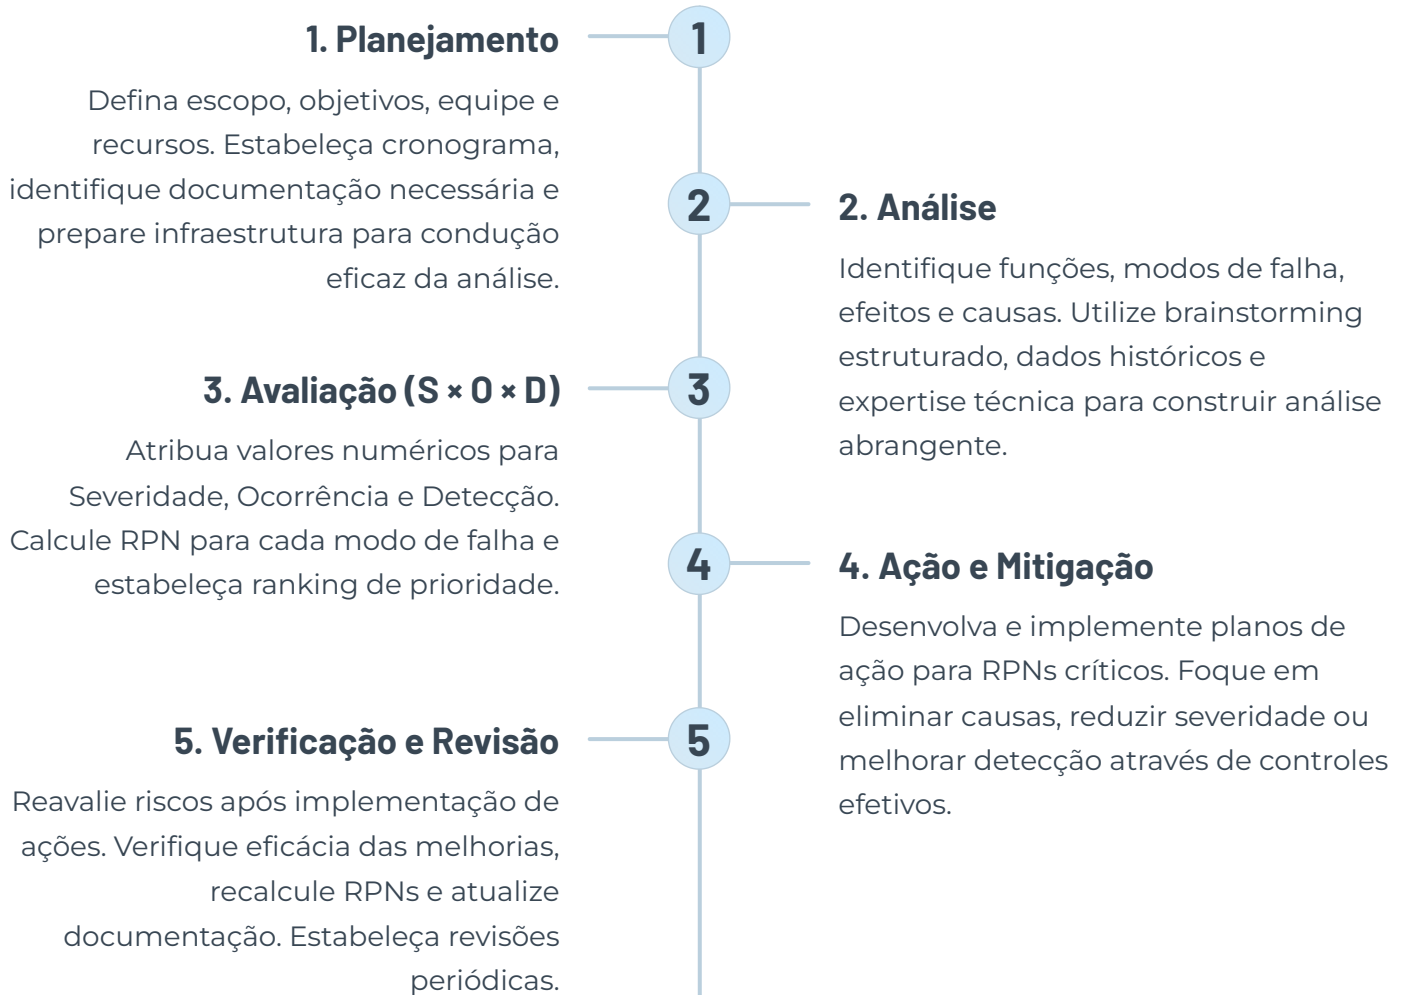 1. Planejamento
1
Defina escopo, objetivos, equipe e
recursos. Estabeleça cronograma,
identifique documentação necessária e
prepare infraestrutura para condução
eficaz da análise.
2
2. Análise
Identifique funções, modos de falha,
efeitos e causas. Utilize brainstorming
estruturado, dados históricos e
expertise técnica para construir análise
abrangente.
3. Avaliação (S × O × D)
3
Atribua valores numéricos para
Severidade, Ocorrência e Detecção.
Calcule RPN para cada modo de falha e
estabeleça ranking de prioridade.
4
4. Ação e Mitigação
Desenvolva e implemente planos de
ação para RPNs críticos. Foque em
eliminar causas, reduzir severidade ou
melhorar detecção através de controles
efetivos.
5. Verificação e Revisão
5
Reavalie riscos após implementação de
ações. Verifique eficácia das melhorias,
recalcule RPNs e atualize
documentação. Estabeleça revisões
periódicas.